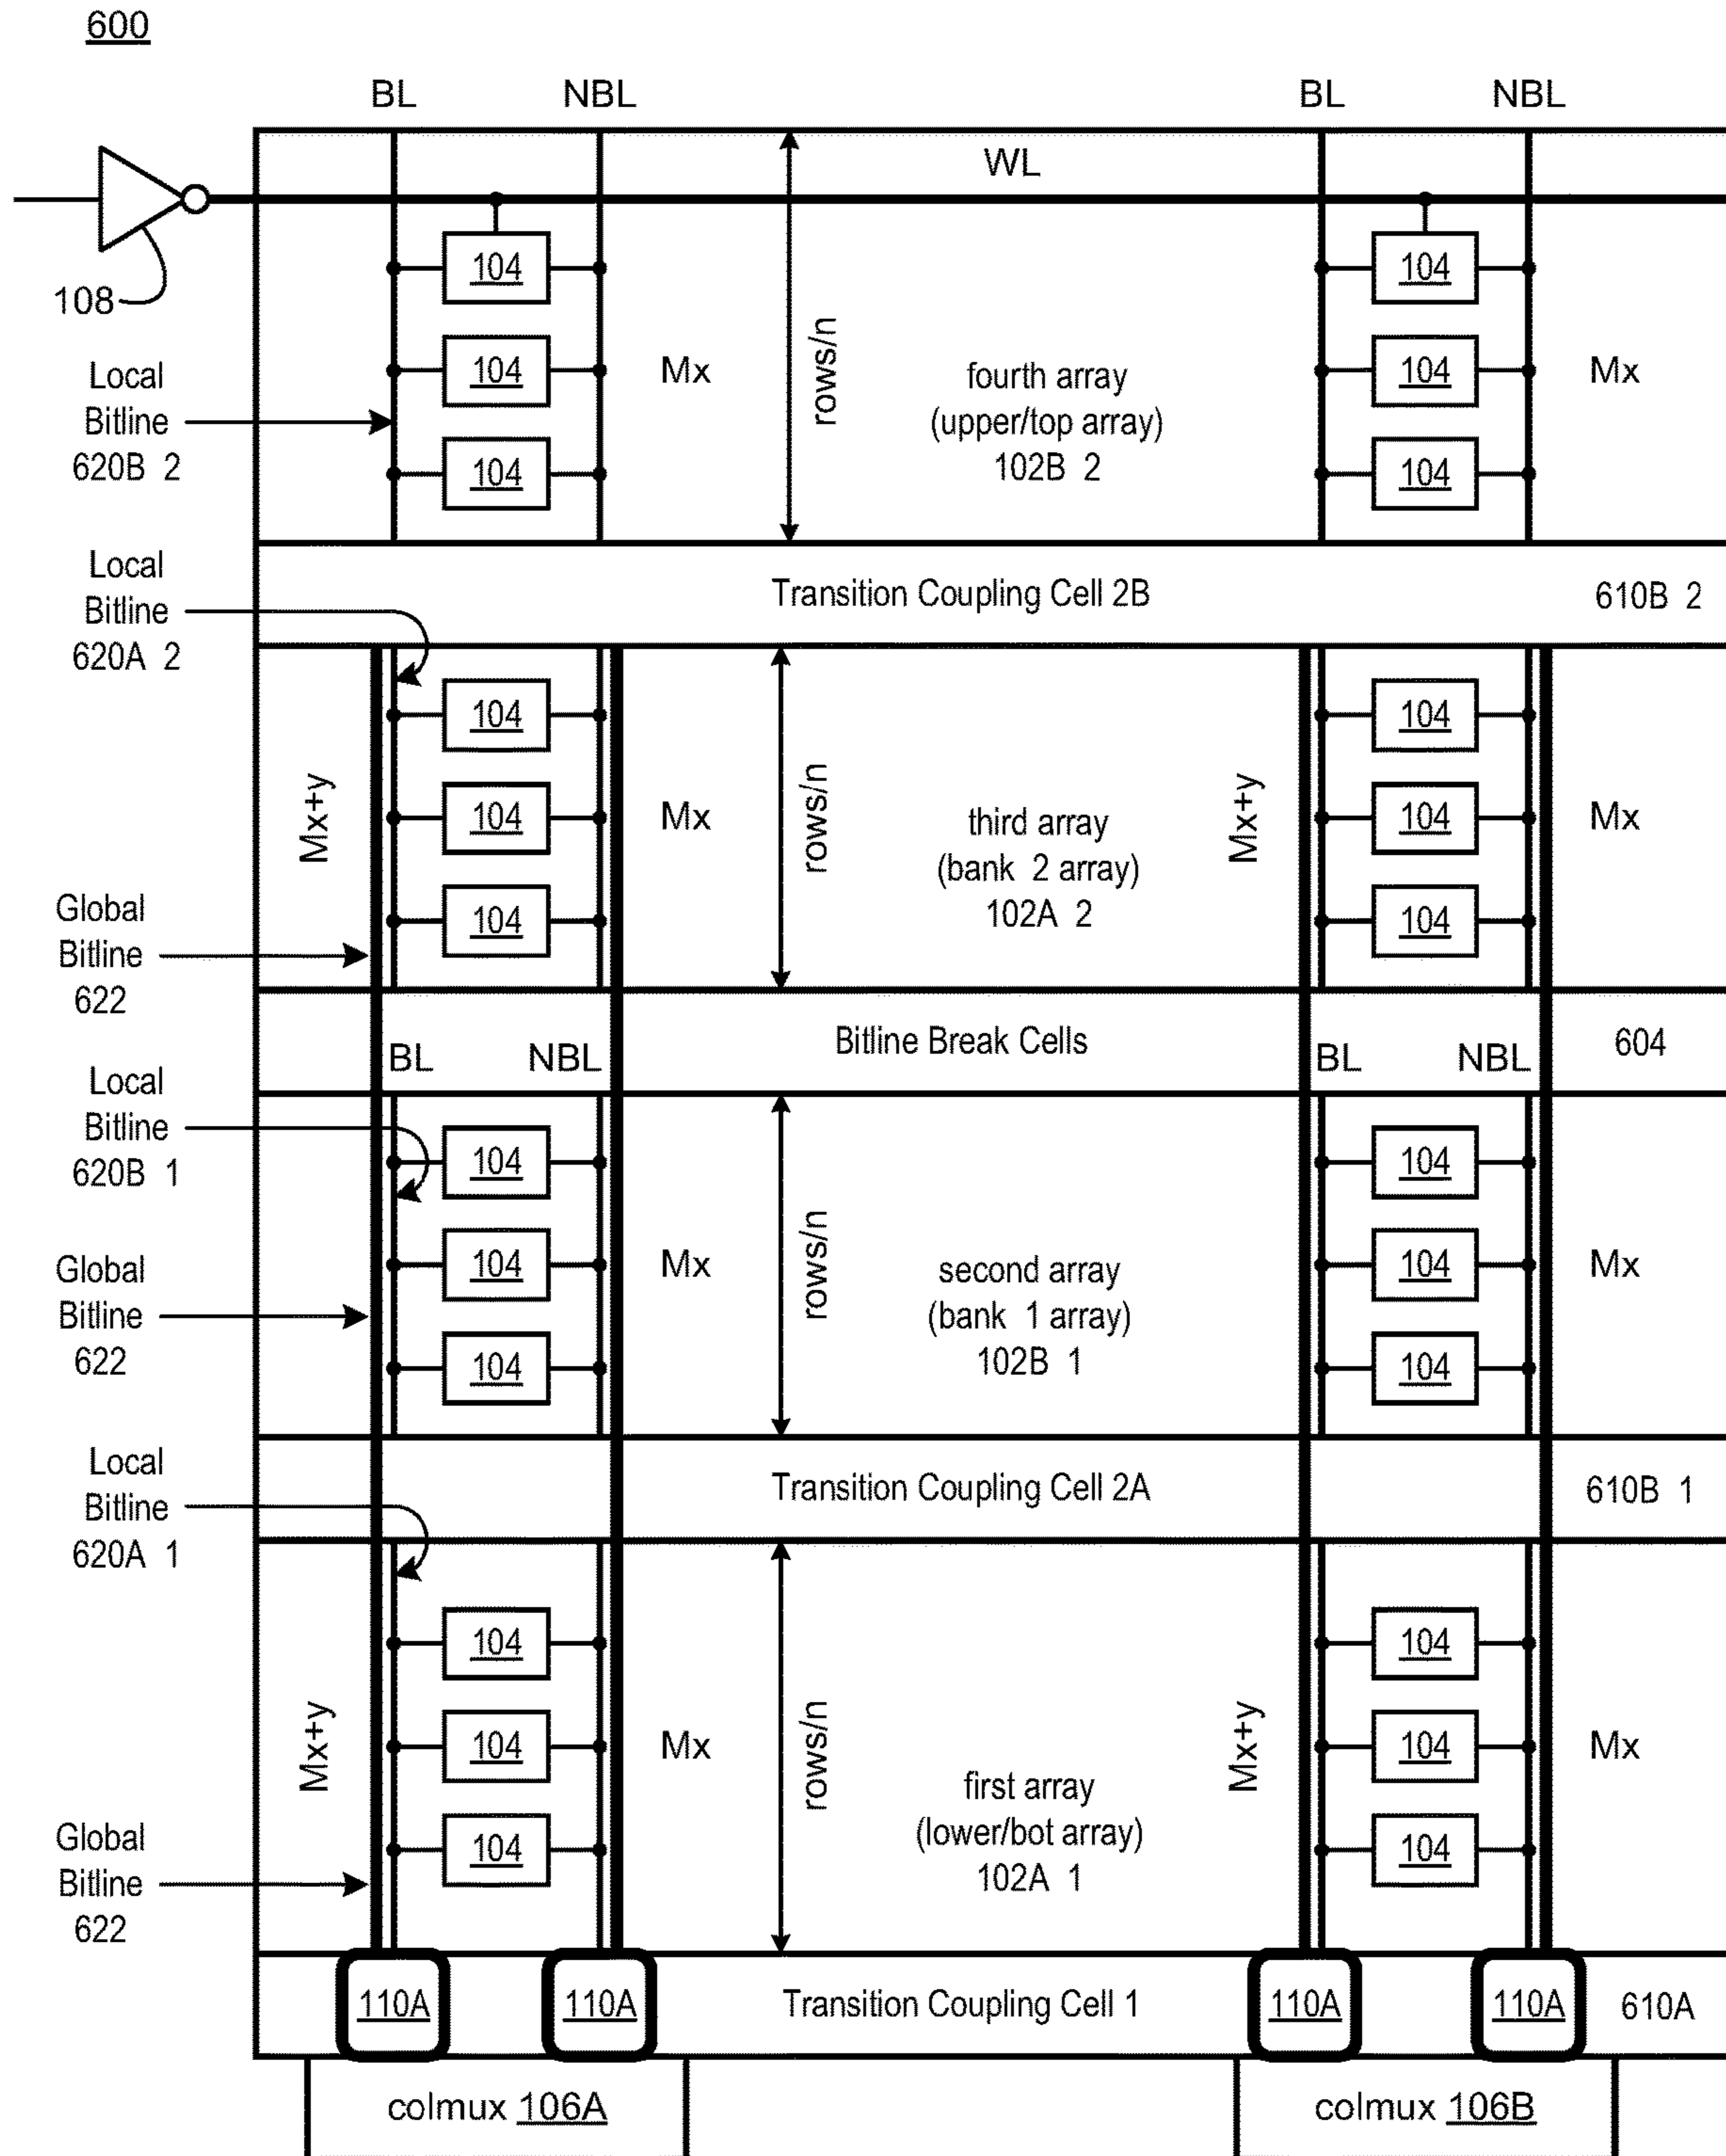 600
BL NBL BL NBL
WL
108
104 104
Local
Bitline
620B 2
104 Mx rows/n 104 Mx
fourth array
(upper/top array)
102B 2
104 104
Local
Bitline
620A 2
Transition Coupling Cell 2B 610B 2
104 104
Mx+y 104 Mx rows/n Mx+y 104 Mx
third array
(bank 2 array)
102A 2
104 104
Global
Bitline
622
Bitline Break Cells 604
BL NBL BL NBL
Local
Bitline
620B 1
104 104
104 Mx rows/n 104 Mx
second array
(bank 1 array)
102B 1
Global
Bitline
622
104 104
Local
Bitline
620A 1
Transition Coupling Cell 2A 610B 1
104 104
Mx+y 104 Mx rows/n Mx+y 104 Mx
first array
(lower/bot array)
102A 1
104 104
Global
Bitline
622
110A 110A Transition Coupling Cell 1 110A 110A 610A
colmux 106A colmux 106B